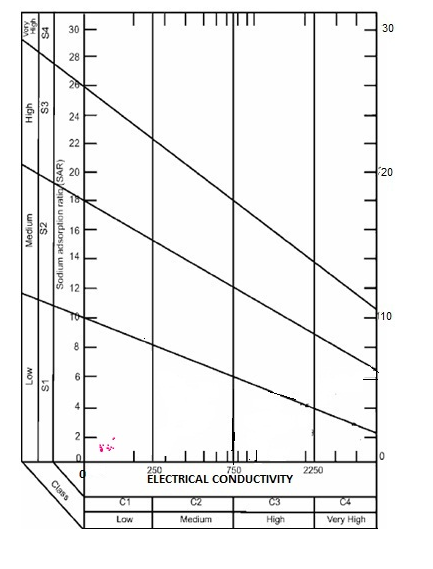 Very High
S4
High
S3
Medium
S2
Low
S1
Sodium adsorption ratio (SAR)
30
28
26
24
22
20
18
16
14
12
10
8
6
4
2
0
30
20
10
0
0
250
750
2250
ELECTRICAL CONDUCTIVITY
Class
C1
C2
C3
C4
Low
Medium
High
Very High